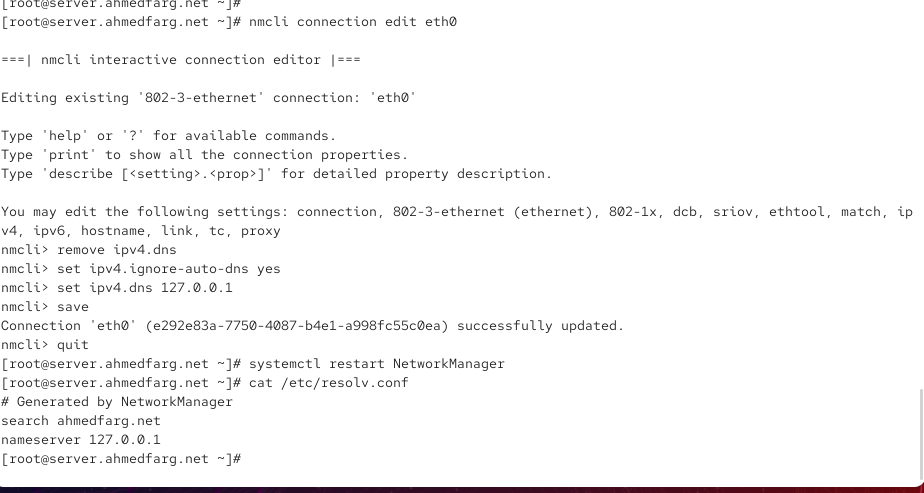 [root@server.ahmedfarg.net ~]#
[root@server.ahmedfarg.net ~]# nmcli connection edit eth0
===| nmcli interactive connection editor |===
Editing existing '802-3-ethernet' connection: 'eth0'
Type 'help' or '?' for available commands.
Type 'print' to show all the connection properties.
Type 'describe [<setting>.<prop>]' for detailed property description.
You may edit the following settings: connection, 802-3-ethernet (ethernet), 802-1x, dcb, sriov, ethtool, match, ip
v4, ipv6, hostname, link, tc, proxy
nmcli> remove ipv4.dns
nmcli> set ipv4.ignore-auto-dns yes
nmcli> set ipv4.dns 127.0.0.1
nmcli> save
Connection 'eth0' (e292e83a-7750-4087-b4e1-a998fc55c0ea) successfully updated.
nmcli> quit
[root@server.ahmedfarg.net ~]# systemctl restart NetworkManager
[root@server.ahmedfarg.net ~]# cat /etc/resolv.conf
# Generated by NetworkManager
search ahmedfarg.net
nameserver 127.0.0.1
[root@server.ahmedfarg.net ~]#